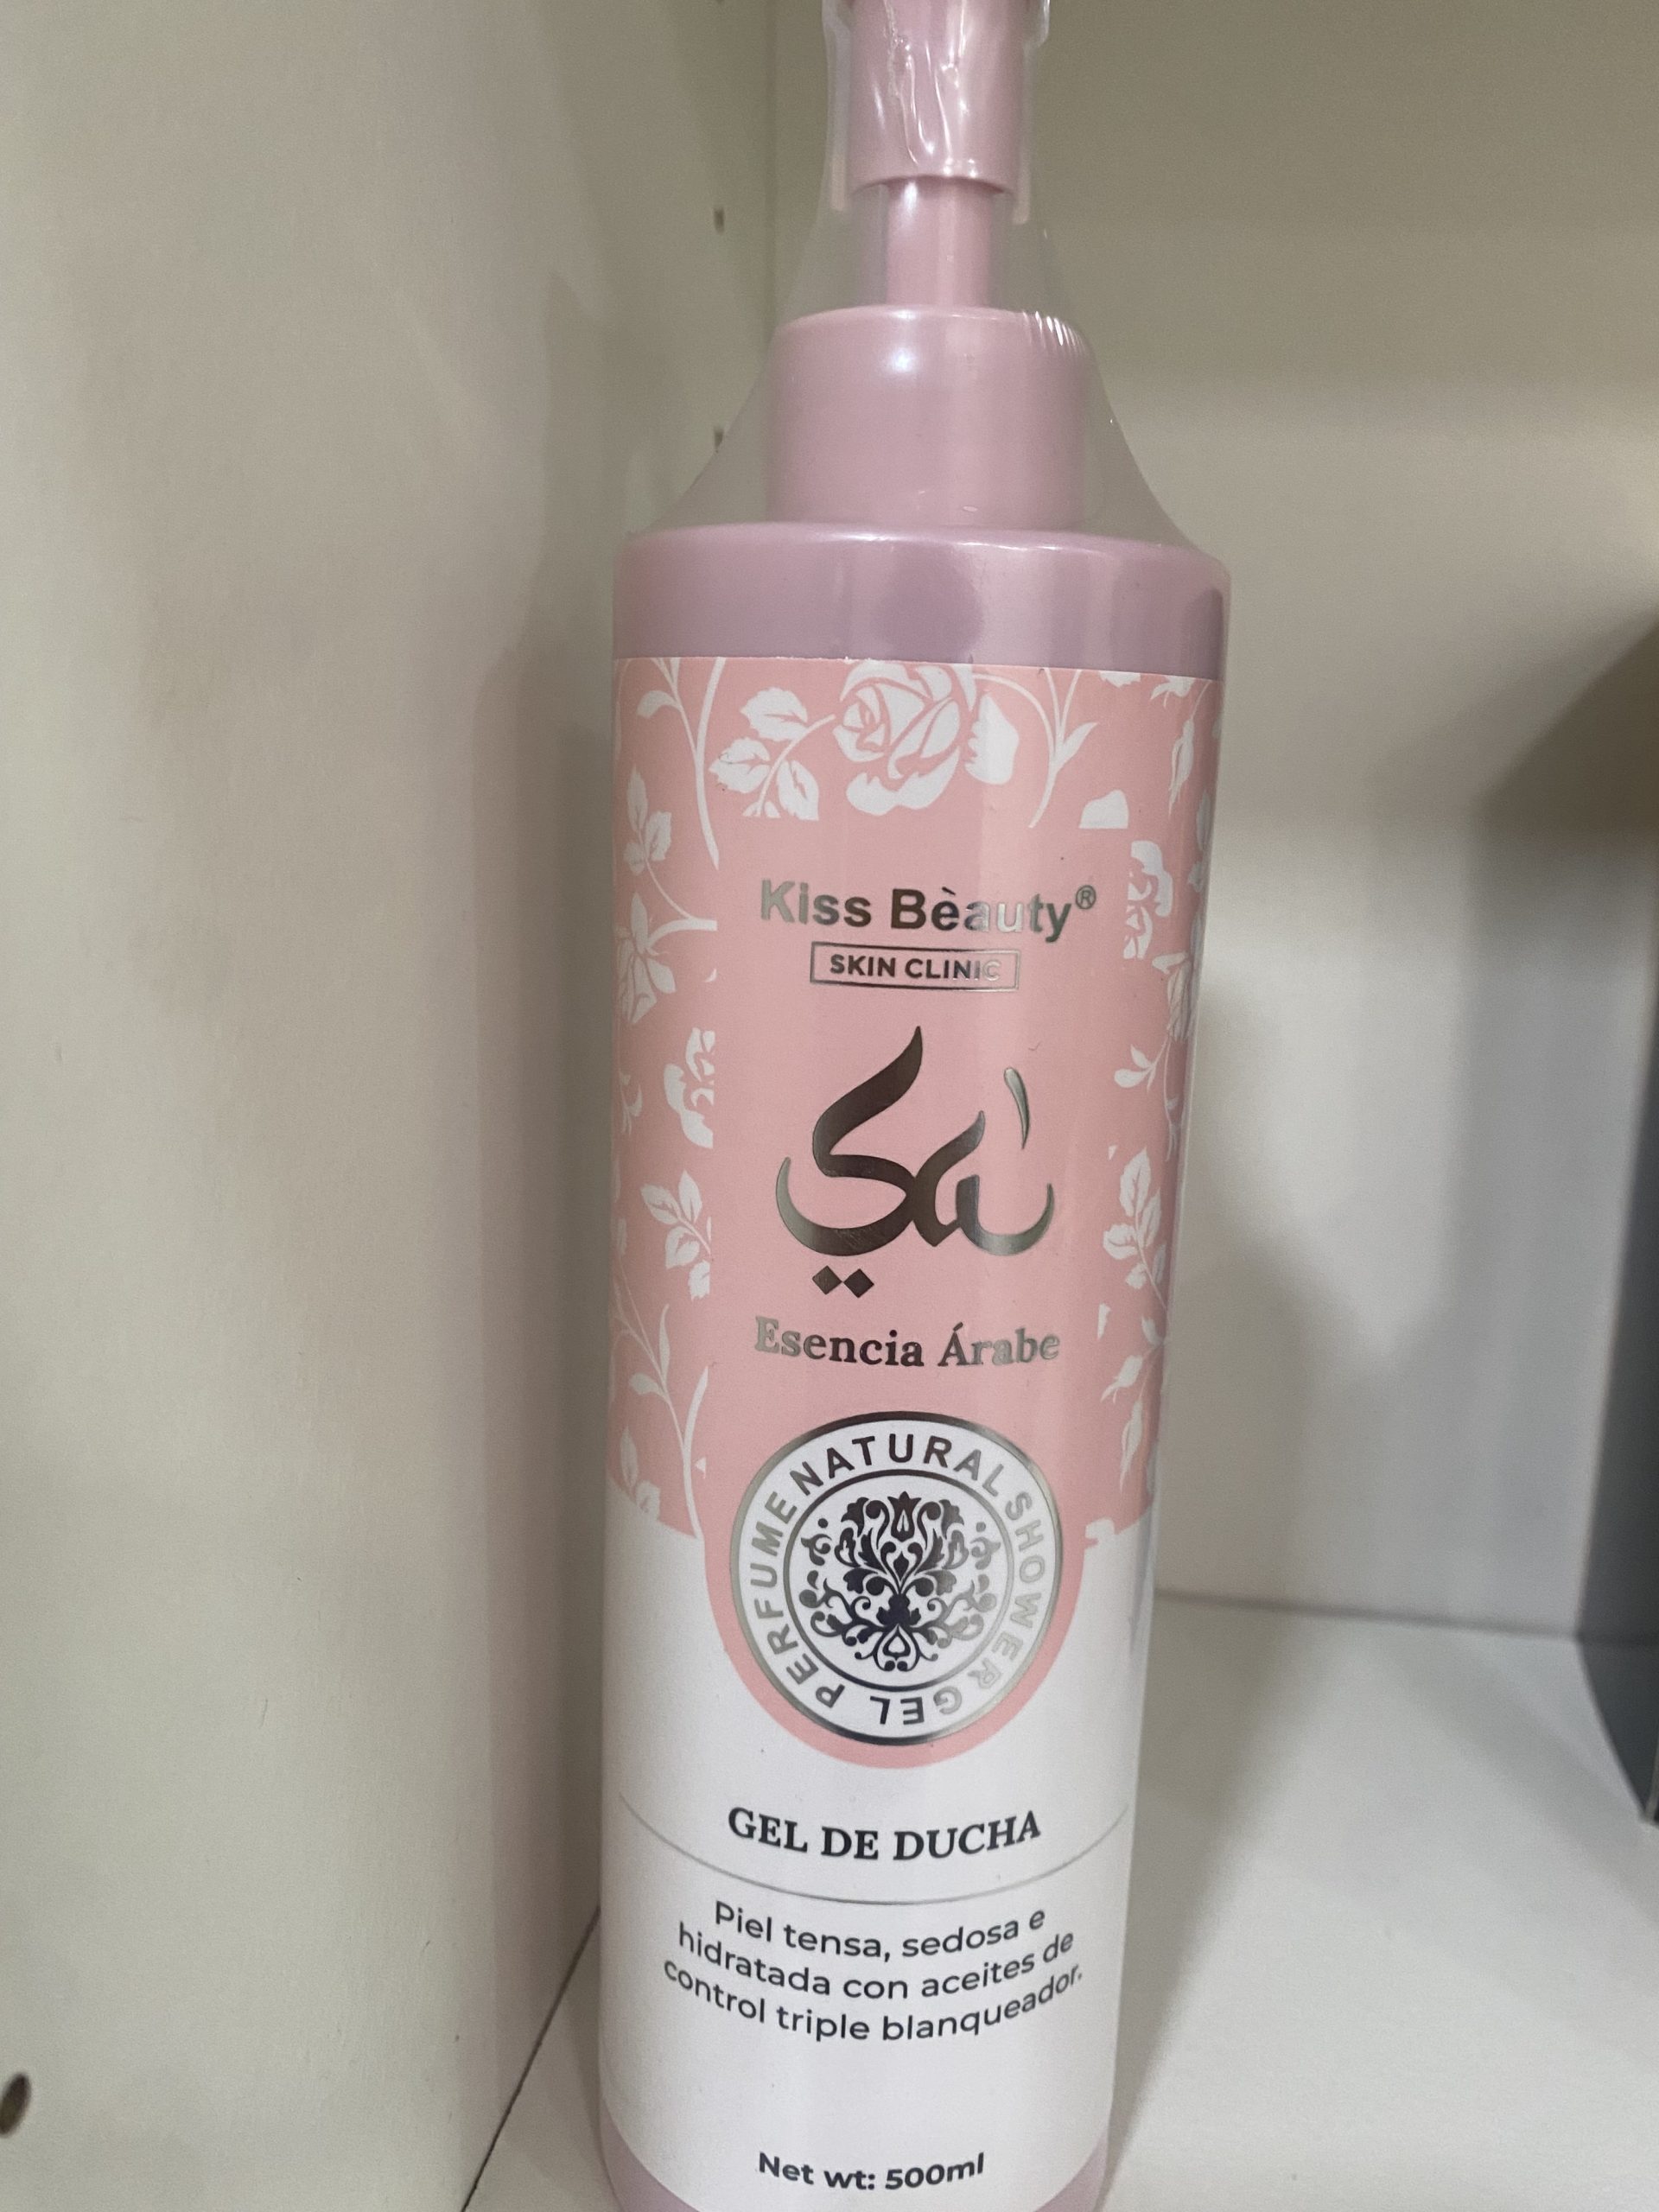 Kiss Bèauty®
SKIN CLINIC
Esencia Árabe
NATURAL SHOWER GEL PERFUME
GEL DE DUCHA
Piel tensa, sedosa e
hidratada con aceites de
control triple blanqueador.
Net wt: 500ml